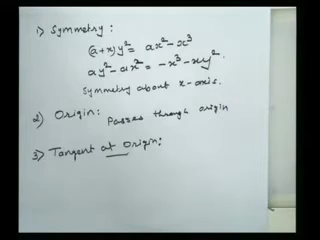 1) Symmetry :
(a+x)y² = ax² - x³
ay² - ax² = -x³ - xy²
Symmetry about x-axis.
2) Origin: Passes through origin
3) Tangent at Origin: